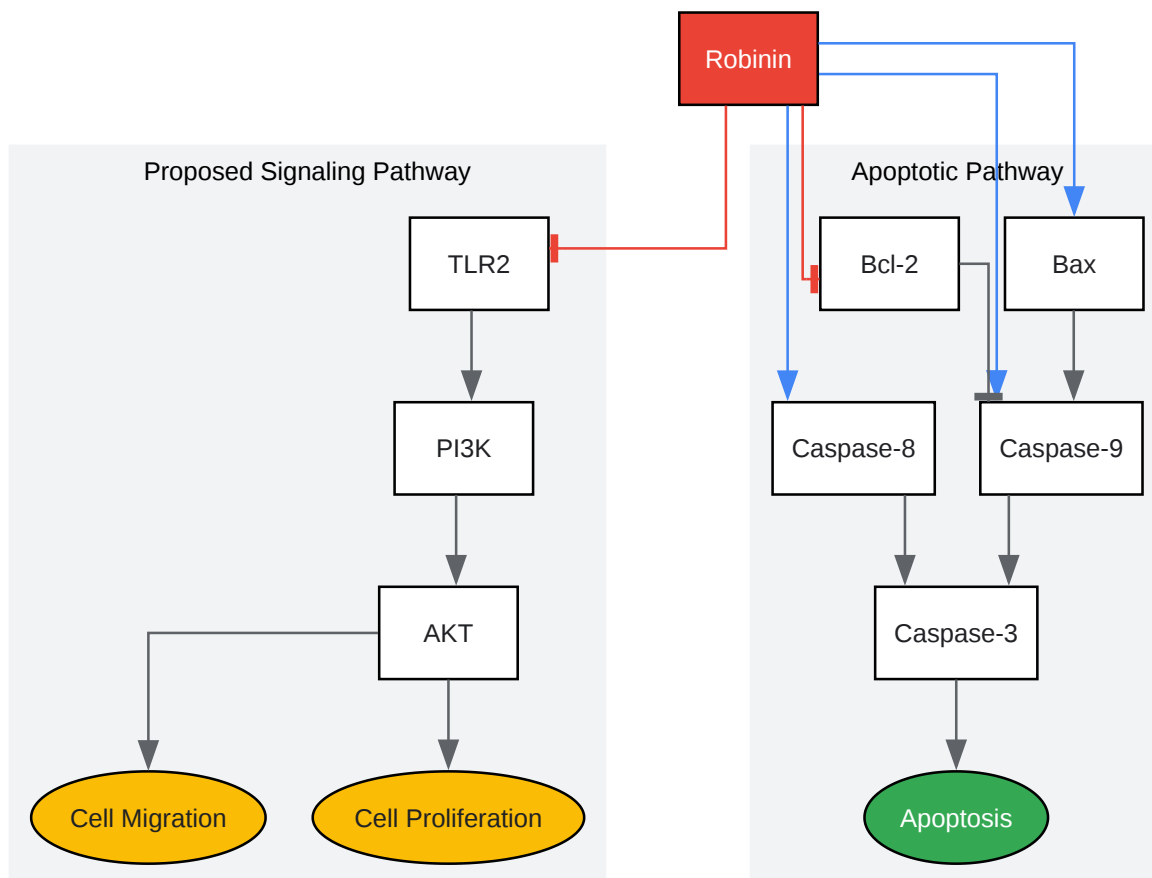 Robinin
Proposed Signaling Pathway
Apoptotic Pathway
TLR2
Bcl-2
Bax
PI3K
Caspase-8
Caspase-9
AKT
Caspase-3
Cell Migration
Cell Proliferation
Apoptosis